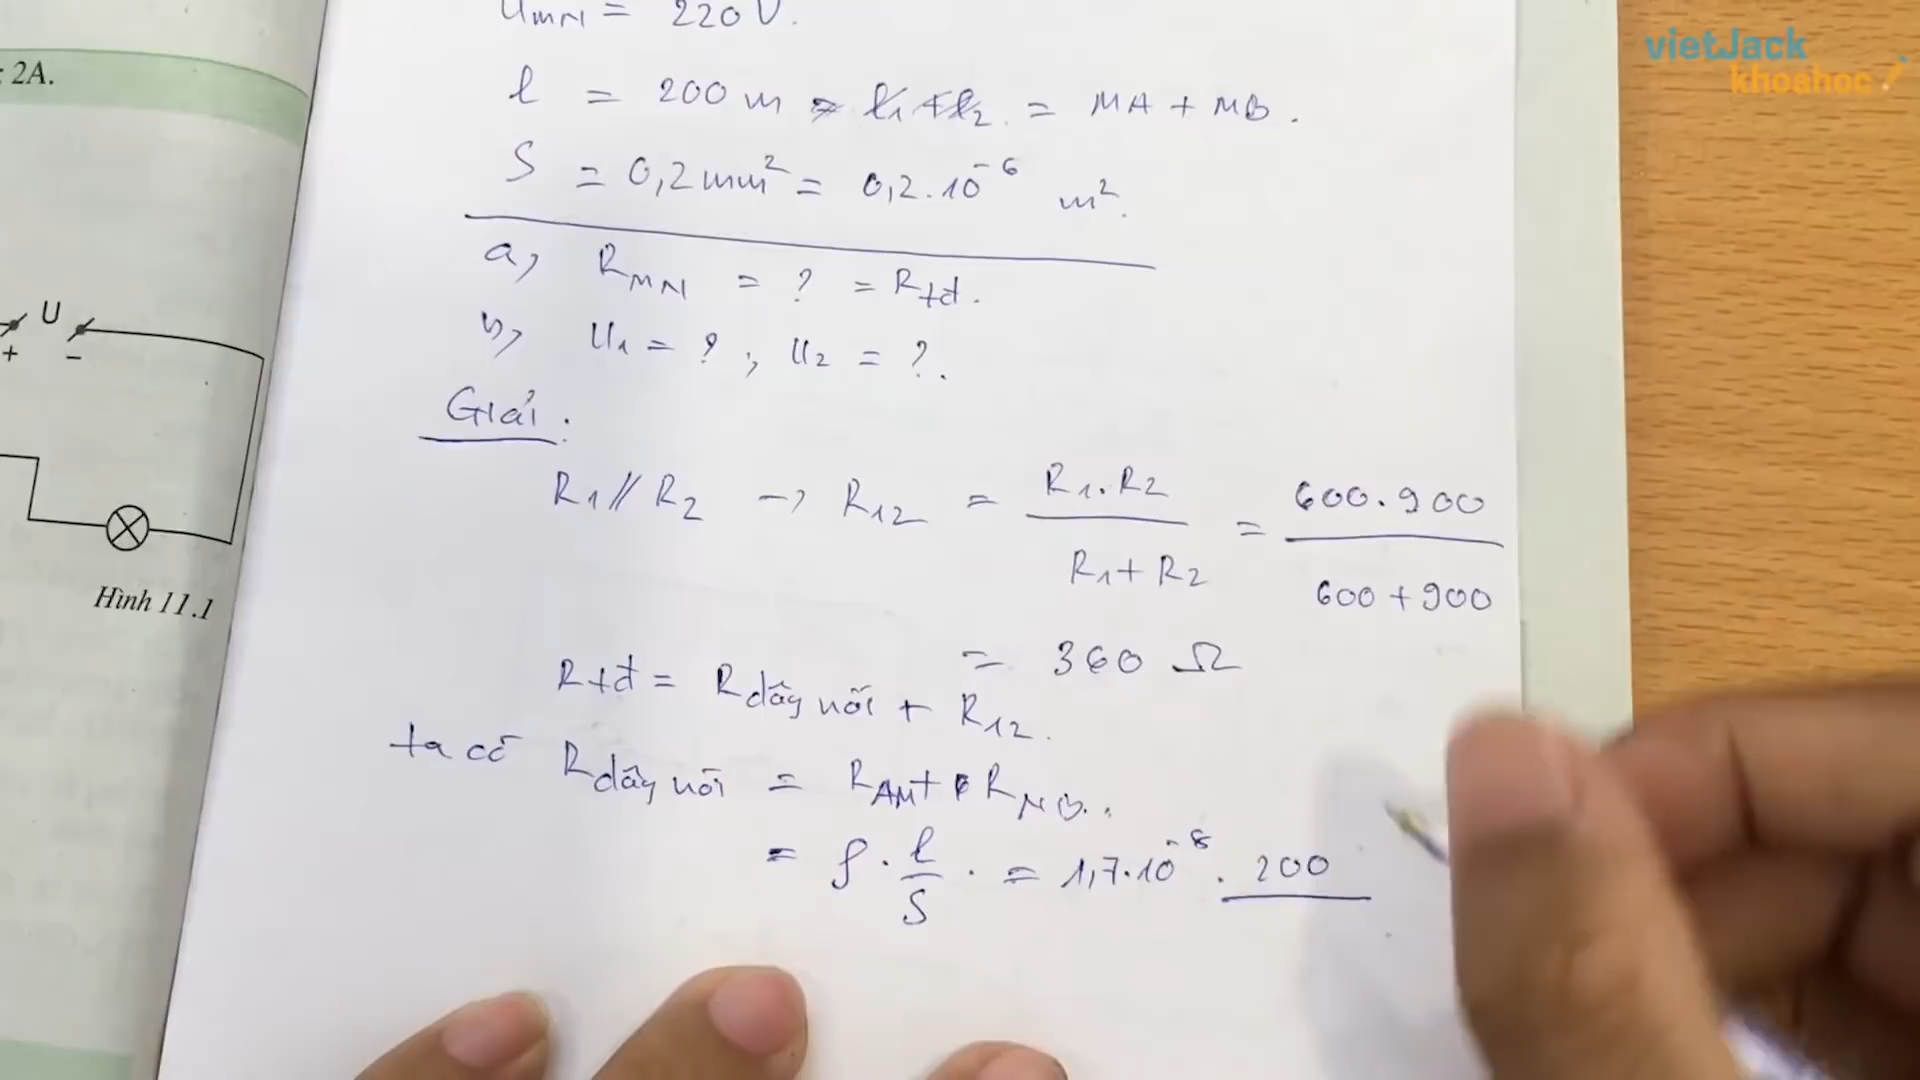 vietJack
khoahoc
: 2A.
U
+ −
Hình 11.1
UMN = 220 V.
l = 200 m = l1 + l2 = MA + MB.
S = 0,2 mm² = 0,2.10⁻⁶ m².
a, RMN = ? = Rtđ.
b, U1 = ? ; U2 = ?.
Giải:
R1 // R2 → R12 = R1.R2 / R1+R2 = 600.900 / 600+900
= 360 Ω
Rtđ = Rdây nối + R12.
ta có Rdây nối = RAM + RNB.
= ρ . l / S . = 1,7.10⁻⁸ . 200